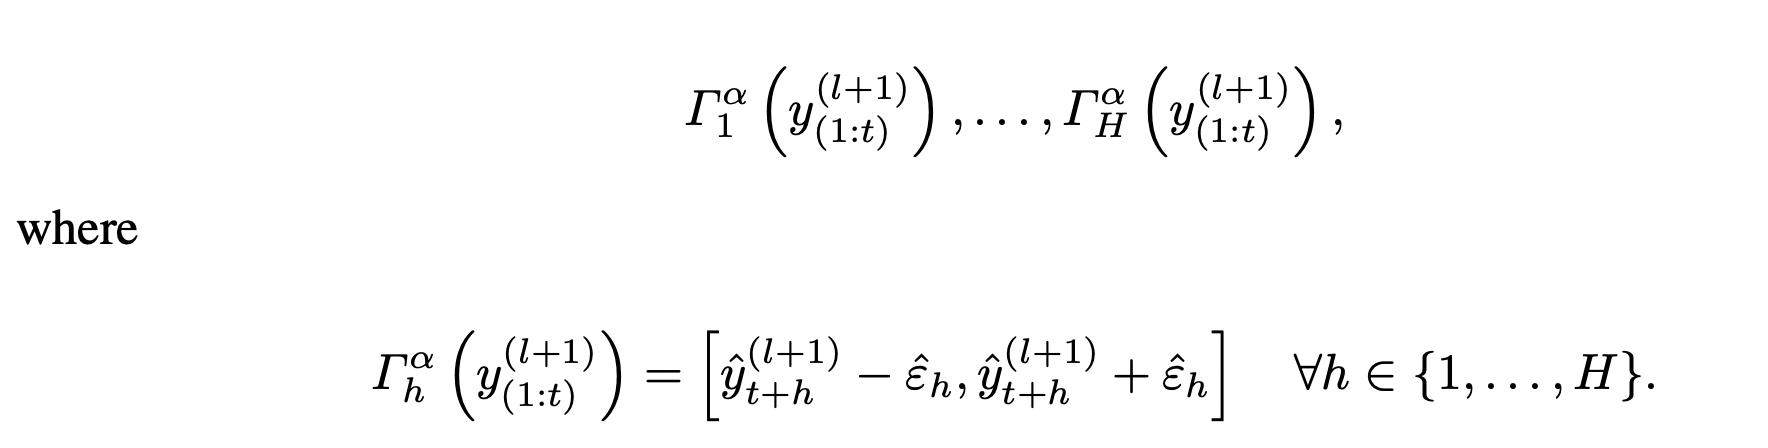 Γ_1^α (y_{(1:t)}^{(l+1)}), . . . , Γ_H^α (y_{(1:t)}^{(l+1)}),
where
Γ_h^α (y_{(1:t)}^{(l+1)}) = [ŷ_{t+h}^{(l+1)} − ε̂_h, ŷ_{t+h}^{(l+1)} + ε̂_h] ∀h ∈ {1, . . . , H}.